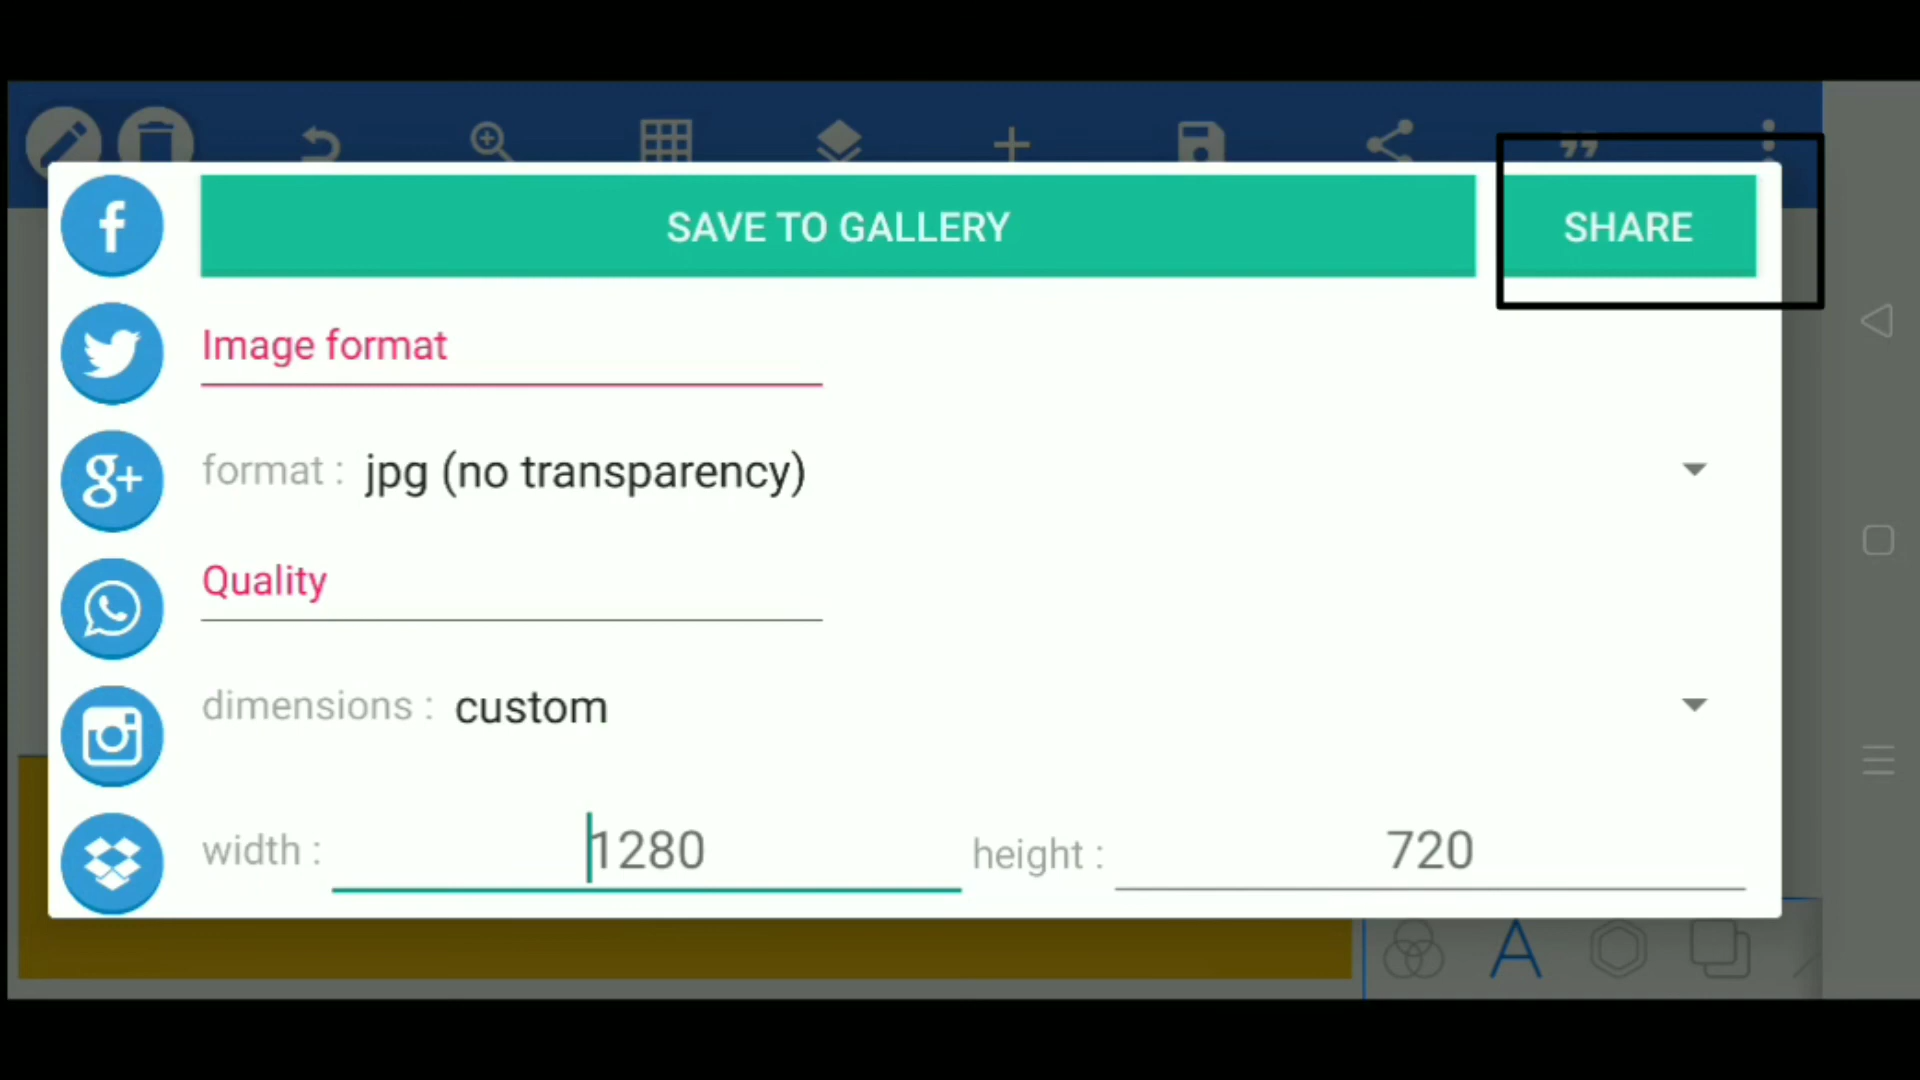 SAVE TO GALLERY
SHARE
Image format
format : jpg (no transparency)
Quality
dimensions : custom
width : 1280 height : 720